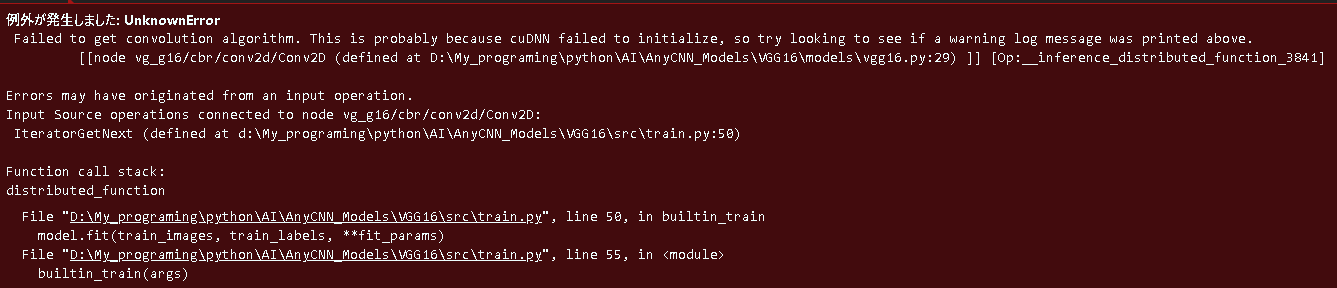 例外が発生しました: UnknownError
Failed to get convolution algorithm. This is probably because cuDNN failed to initialize, so try looking to see if a warning log message was printed above.
[[node vg_g16/cbr/conv2d/Conv2D (defined at D:\My_programing\python\AI\AnyCNN_Models\VGG16\models\vgg16.py:29) ]] [Op:__inference_distributed_function_3841]
Errors may have originated from an input operation.
Input Source operations connected to node vg_g16/cbr/conv2d/Conv2D:
IteratorGetNext (defined at d:\My_programing\python\AI\AnyCNN_Models\VGG16\src\train.py:50)
Function call stack:
distributed_function
File "D:\My_programing\python\AI\AnyCNN_Models\VGG16\src\train.py", line 50, in builtin_train
model.fit(train_images, train_labels, **fit_params)
File "D:\My_programing\python\AI\AnyCNN_Models\VGG16\src\train.py", line 55, in <module>
builtin_train(args)